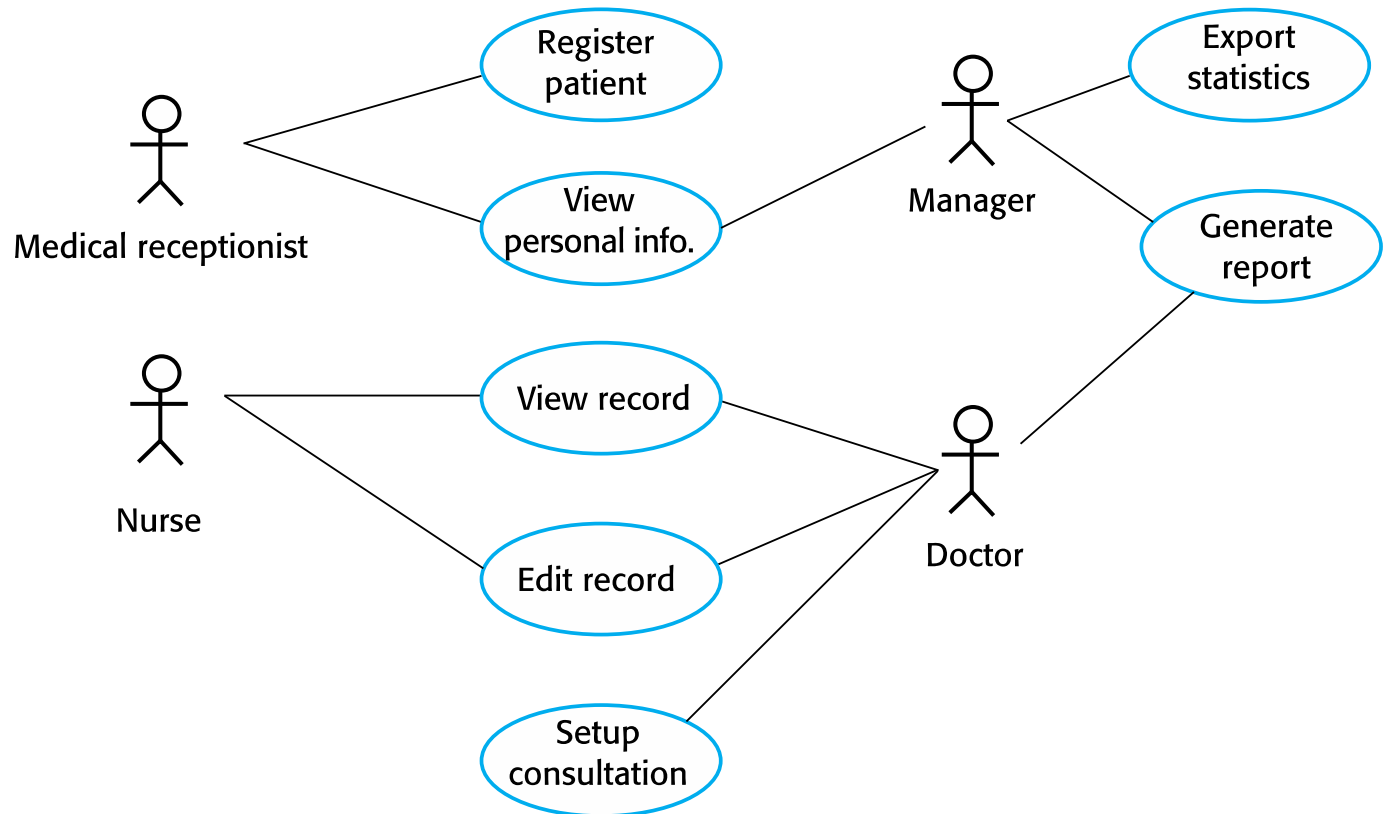 Register
patient
Export
statistics
View
personal info.
Manager
Medical receptionist
Generate
report
View record
Nurse
Doctor
Edit record
Setup
consultation